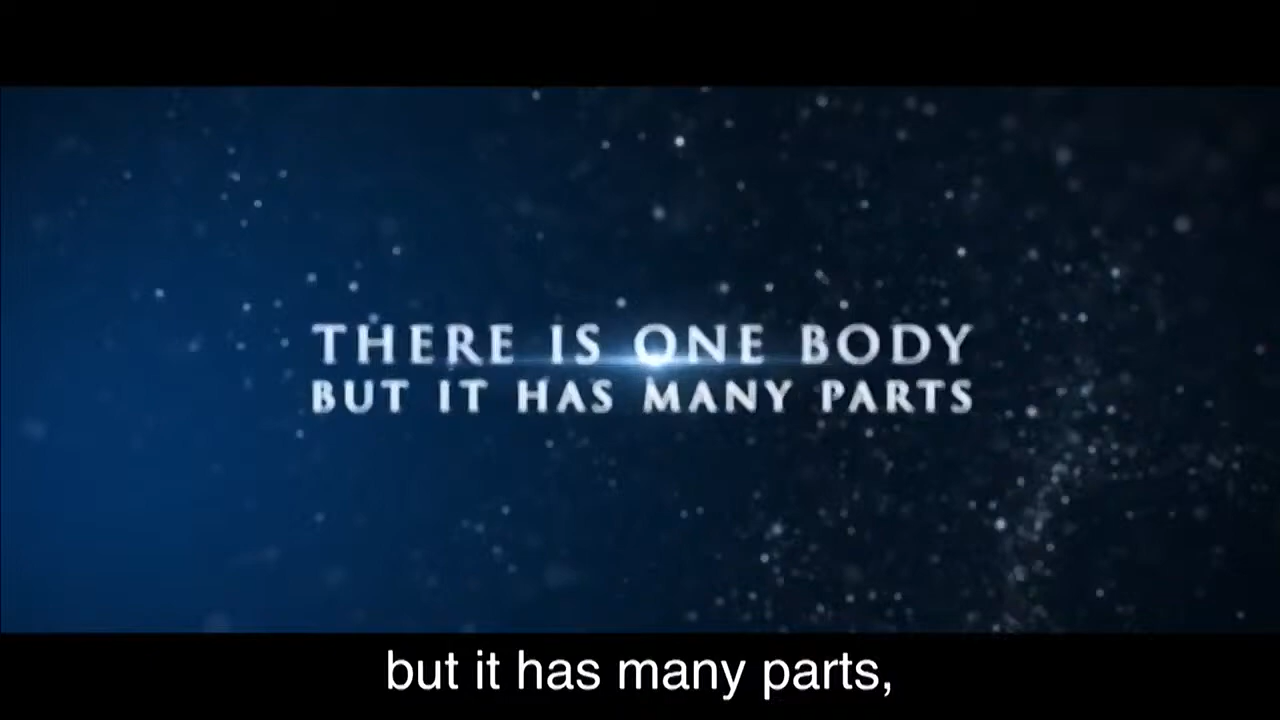 THERE IS ONE BODY
BUT IT HAS MANY PARTS
but it has many parts,